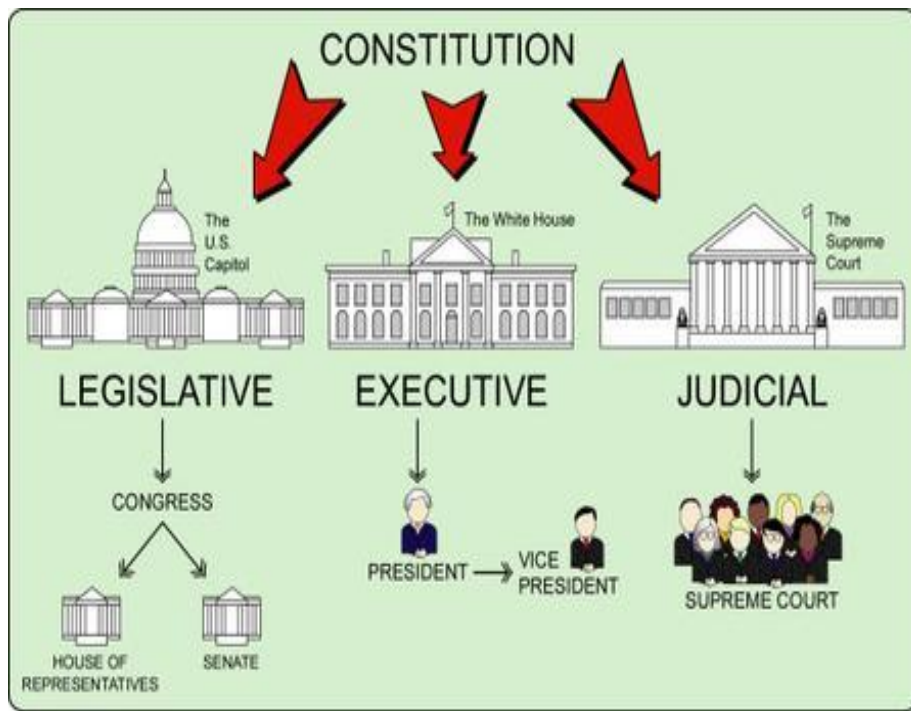 CONSTITUTION
The
U.S.
Capitol
The White House
The
Supreme
Court
LEGISLATIVE
EXECUTIVE
JUDICIAL
CONGRESS
HOUSE OF
REPRESENTATIVES
SENATE
PRESIDENT
VICE
PRESIDENT
SUPREME COURT